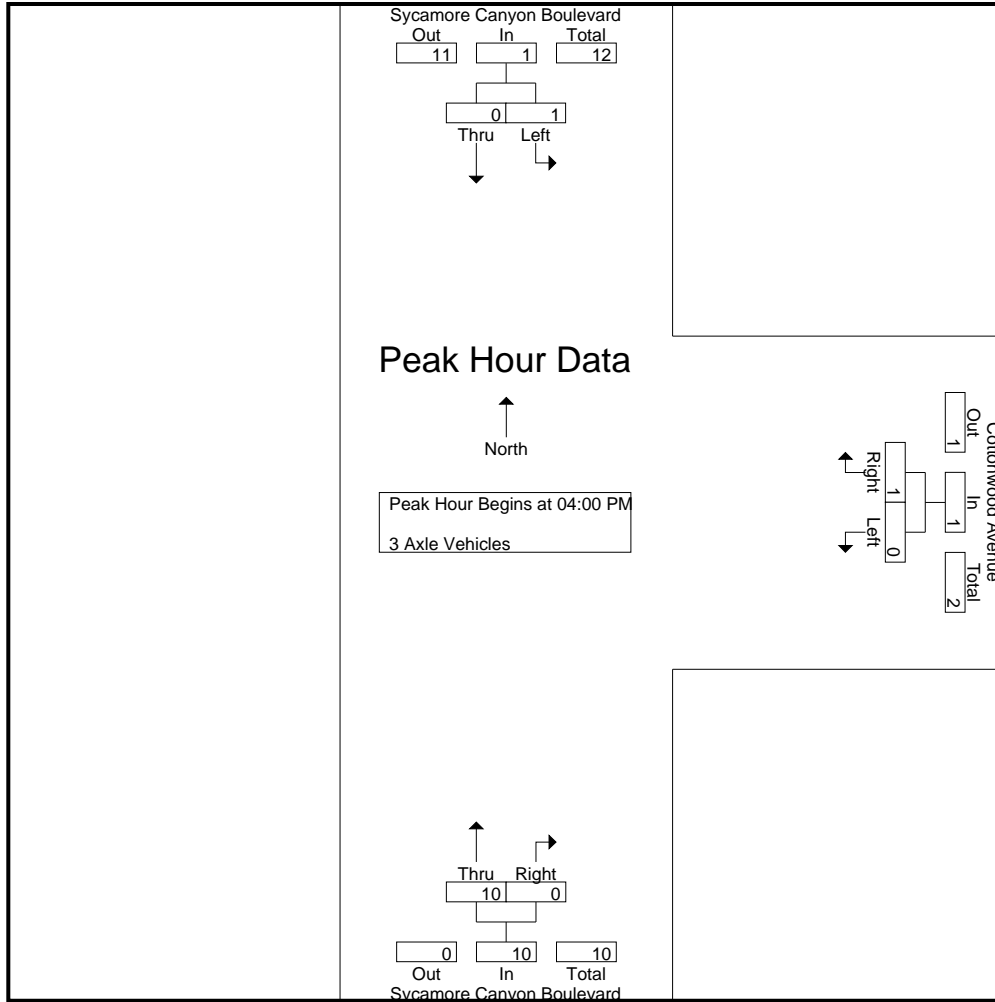 Sycamore Canyon Boulevard
Out In Total
11 1 12
0 1
Thru Left
Peak Hour Data
North
Peak Hour Begins at 04:00 PM
3 Axle Vehicles
Cottonwood Avenue
Out In Total
1 1 2
1 0
Right Left
Thru Right
10 0
0 10 10
Out In Total
Sycamore Canyon Boulevard